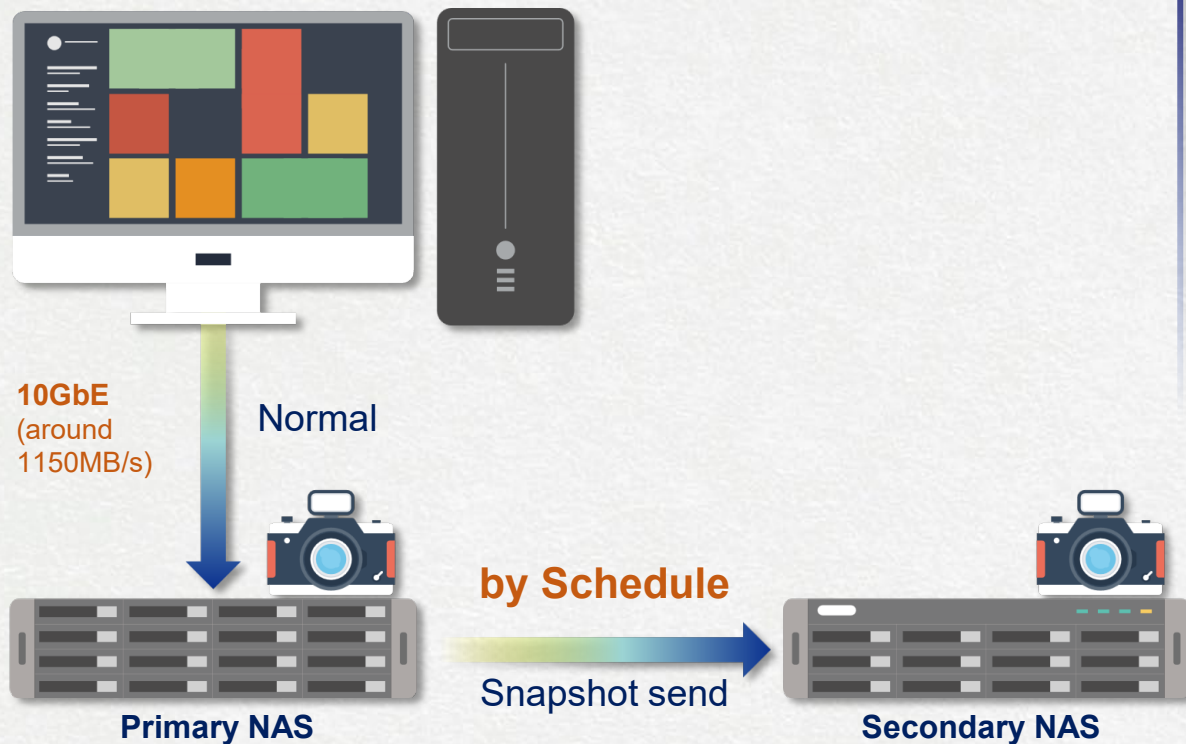 10GbE
(around
1150MB/s)
Normal
by Schedule
Snapshot send
Primary NAS
Secondary NAS